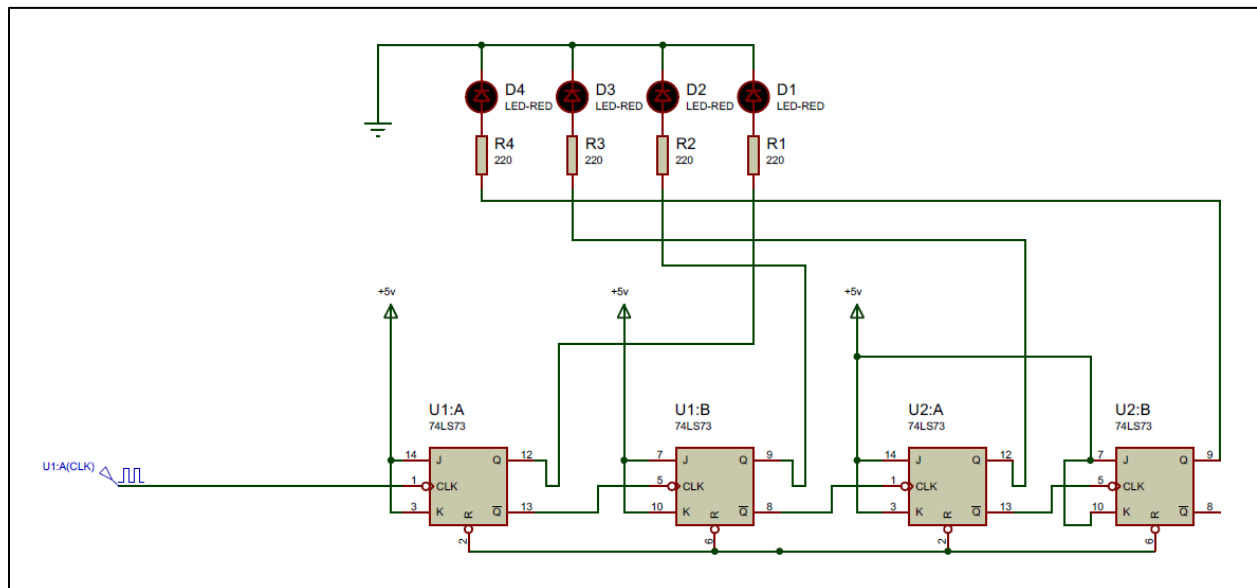 D4
LED-RED
D3
LED-RED
D2
LED-RED
D1
LED-RED
R4
220
R3
220
R2
220
R1
220
+5v
+5v
+5v
U1:A
74LS73
U1:B
74LS73
U2:A
74LS73
U2:B
74LS73
U1:A(CLK)
14 J Q 12
1 CLK
3 K R Q 13
2
7 J Q 9
5 CLK
10 K R Q 8
6
14 J Q 12
1 CLK
3 K R Q 13
2
7 J Q 9
5 CLK
10 K R Q 8
6